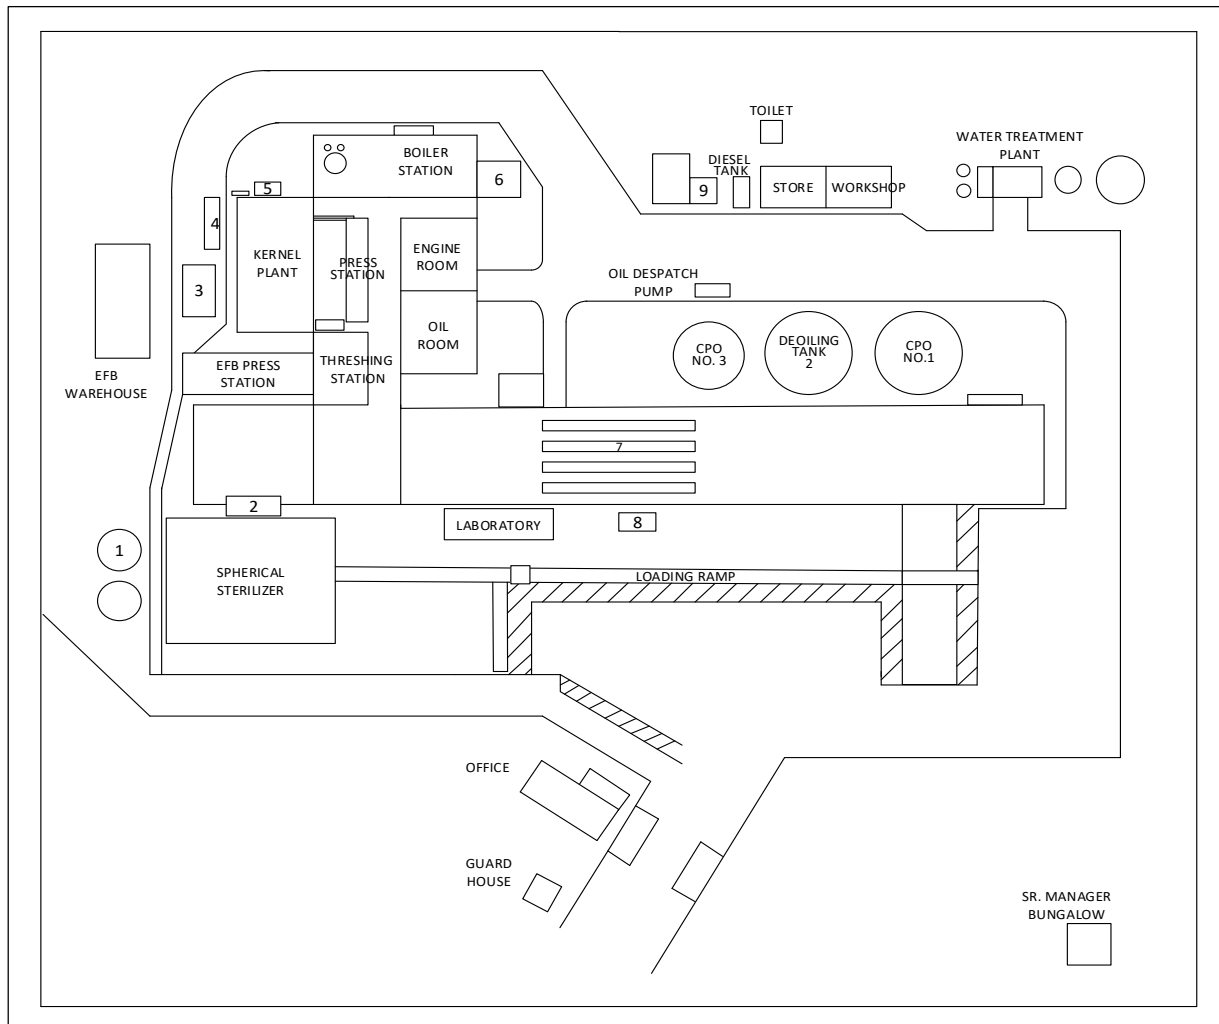 TOILET
WATER TREATMENT
PLANT
BOILER
STATION
DIESEL
TANK
6
9
STORE
WORKSHOP
5
4
KERNEL
PLANT
PRESS
STATION
ENGINE
ROOM
3
OIL DESPATCH
PUMP
OIL
ROOM
CPO
NO. 3
DEOILING
TANK
2
CPO
NO.1
EFB PRESS
STATION
THRESHING
STATION
EFB
WAREHOUSE
7
2
LABORATORY
8
1
SPHERICAL
STERILIZER
LOADING RAMP
OFFICE
GUARD
HOUSE
SR. MANAGER
BUNGALOW